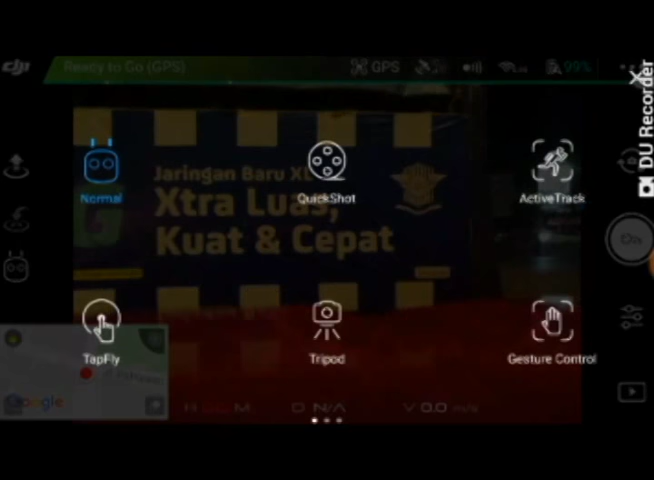 dji
Ready to Go (GPS)
GPS
99%
DU Recorder
Jaringan Baru XL
Xtra Luas,
Kuat & Cepat
Normal
QuickShot
ActiveTrack
TapFly
Tripod
Gesture Control
Google
H
M
D N/A
V 0.0 m/s